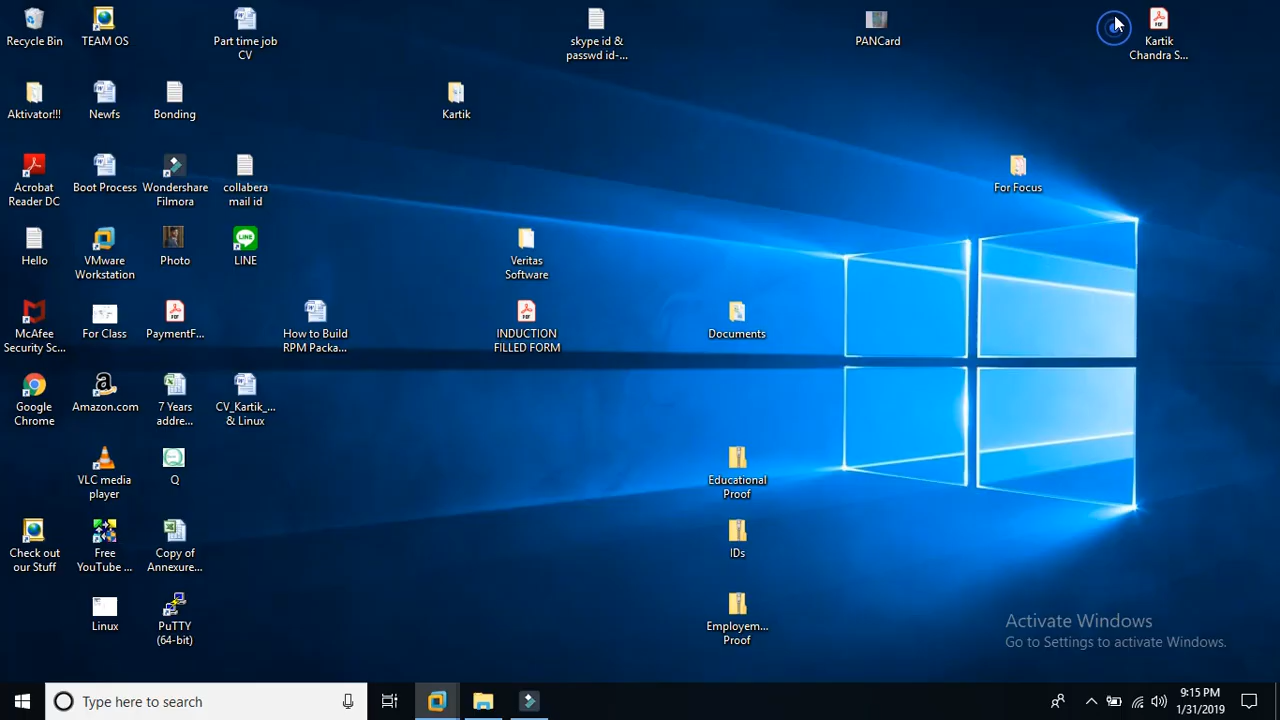 Recycle Bin
TEAM OS
Part time job
CV
skype id &
passwd id-...
PANCard
Kartik
Chandra S...
Aktivator!!!
Newfs
Bonding
Kartik
Acrobat
Reader DC
Boot Process
Wondershare
Filmora
collabera
mail id
For Focus
Hello
VMware
Workstation
Photo
LINE
Veritas
Software
McAfee
Security Sc...
For Class
PaymentF...
How to Build
RPM Packa...
INDUCTION
FILLED FORM
Documents
Google
Chrome
Amazon.com
7 Years
addre...
CV_Kartik_...
& Linux
VLC media
player
Q
Educational
Proof
Check out
our Stuff
Free
YouTube ...
Copy of
Annexure...
IDs
Linux
PuTTY
(64-bit)
Employem...
Proof
Activate Windows
Go to Settings to activate Windows.
Type here to search
9:15 PM
1/31/2019